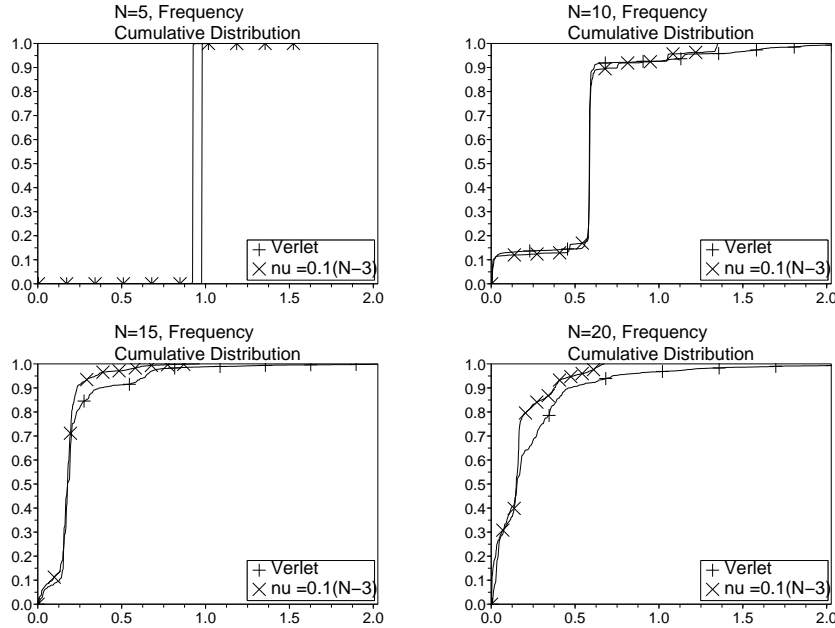 N=5, Frequency
Cumulative Distribution
1.0
0.9
0.8
0.7
0.6
0.5
0.4
0.3
0.2
0.1
0.0
0.0 0.5 1.0 1.5 2.0
Verlet
nu =0.1(N−3)
N=10, Frequency
Cumulative Distribution
1.0
0.9
0.8
0.7
0.6
0.5
0.4
0.3
0.2
0.1
0.0
0.0 0.5 1.0 1.5 2.0
Verlet
nu =0.1(N−3)
N=15, Frequency
Cumulative Distribution
1.0
0.9
0.8
0.7
0.6
0.5
0.4
0.3
0.2
0.1
0.0
0.0 0.5 1.0 1.5 2.0
Verlet
nu =0.1(N−3)
N=20, Frequency
Cumulative Distribution
1.0
0.9
0.8
0.7
0.6
0.5
0.4
0.3
0.2
0.1
0.0
0.0 0.5 1.0 1.5 2.0
Verlet
nu =0.1(N−3)